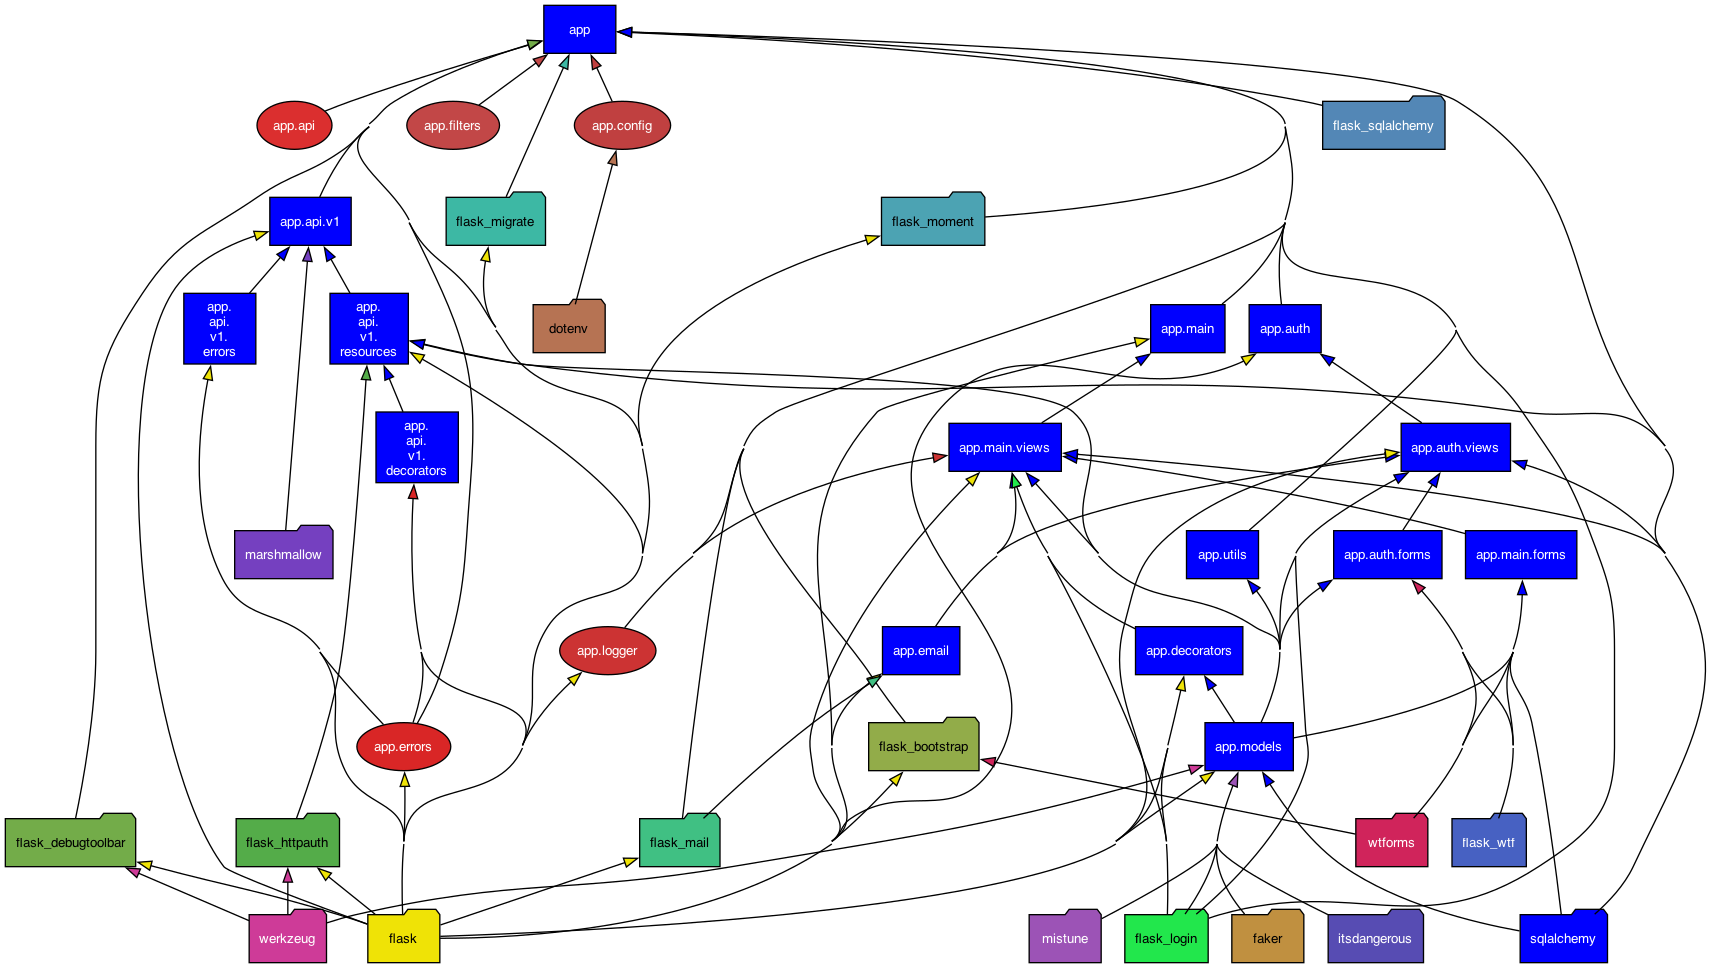 app
app.api
app.filters
app.config
flask_sqlalchemy
app.api.v1
flask_migrate
flask_moment
app.
api.
v1.
errors
app.
api.
v1.
resources
dotenv
app.main
app.auth
app.
api.
v1.
decorators
app.main.views
app.auth.views
marshmallow
app.utils
app.auth.forms
app.main.forms
app.logger
app.email
app.decorators
app.errors
flask_bootstrap
app.models
flask_debugtoolbar
flask_httpauth
flask_mail
wtforms
flask_wtf
werkzeug
flask
mistune
flask_login
faker
itsdangerous
sqlalchemy